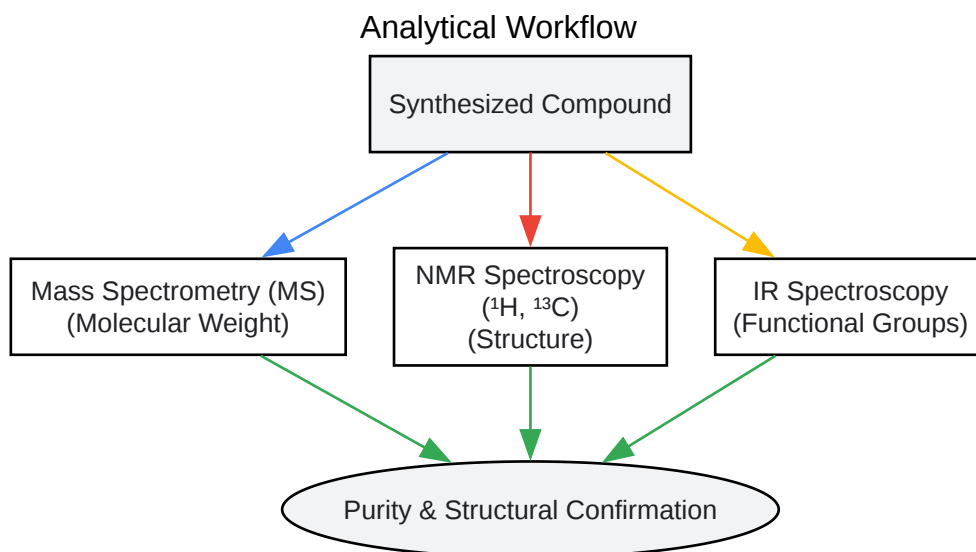 Analytical Workflow
Synthesized Compound
Mass Spectrometry (MS)
(Molecular Weight)
NMR Spectroscopy
(¹H, ¹³C)
(Structure)
IR Spectroscopy
(Functional Groups)
Purity & Structural Confirmation